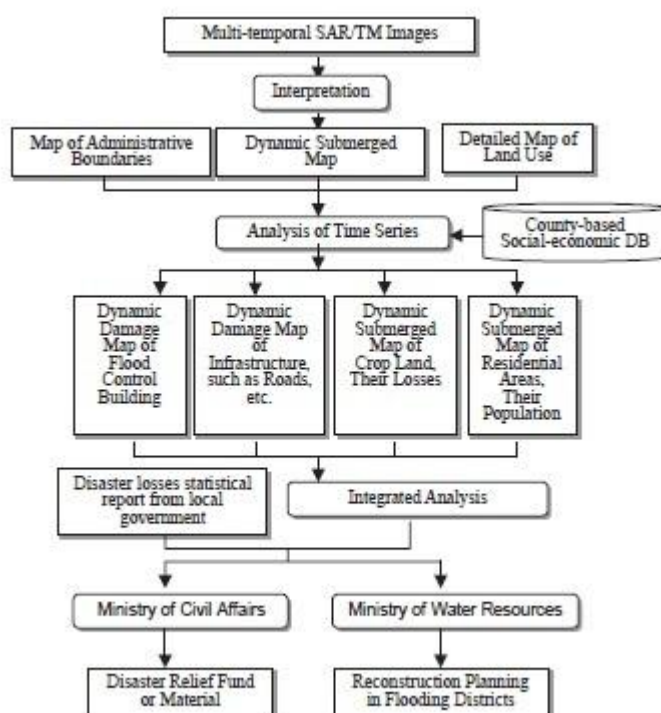 Multi-temporal SAR/TM Images
Interpretation
Map of Administrative
Boundaries
Dynamic Submerged
Map
Detailed Map of
Land Use
Analysis of Time Series
County-based
Social-economic DB
Dynamic
Damage
Map of
Flood
Control
Building
Dynamic
Damage Map
of
Infrastructure,
such as Roads,
etc.
Dynamic
Submerged
Map of
Crop Land,
Their Losses
Dynamic
Submerged
Map of
Residential
Areas,
Their
Population
Disaster losses statistical
report from local
government
Integrated Analysis
Ministry of Civil Affairs
Ministry of Water Resources
Disaster Relief Fund
or Material
Reconstruction Planning
in Flooding Districts